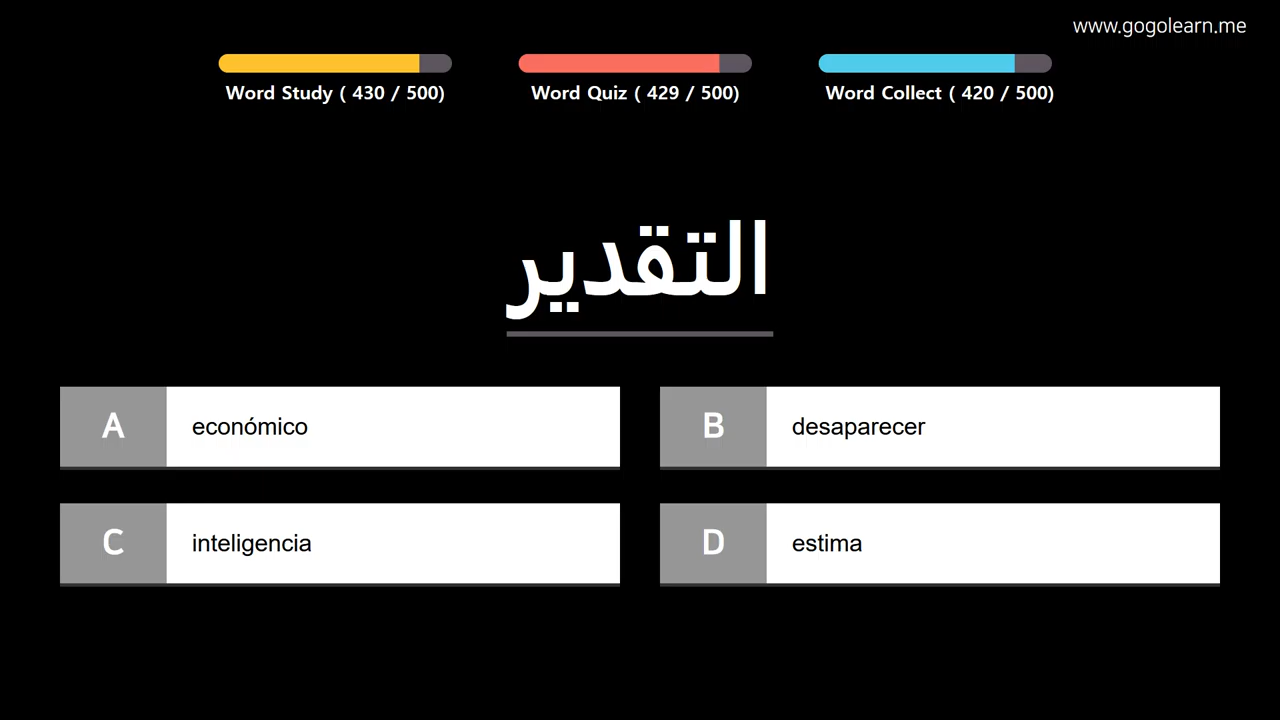 www.gogolearn.me
Word Study ( 430 / 500)
Word Quiz ( 429 / 500)
Word Collect ( 420 / 500)
التقدير
A económico
B desaparecer
C inteligencia
D estima